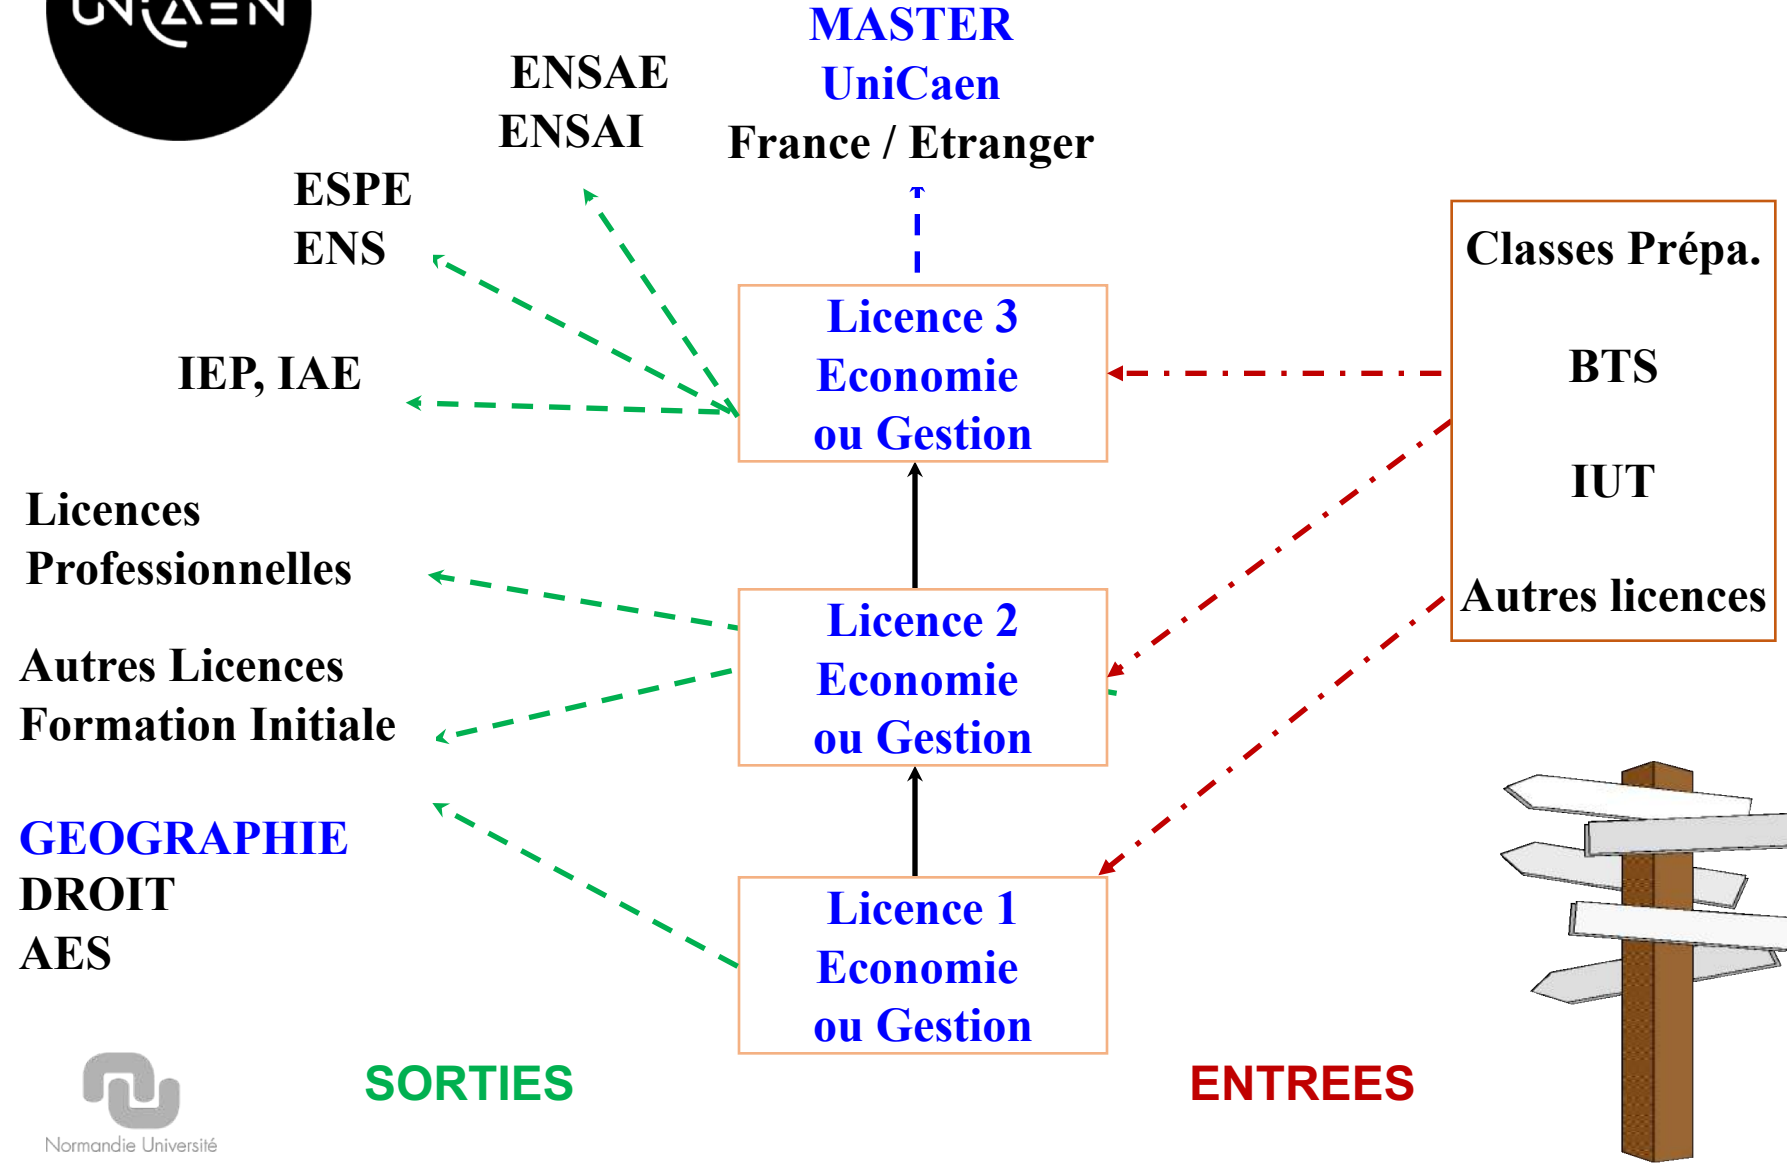 UNICAEN
MASTER
UniCaen
France / Etranger
ENSAE
ENSAI
ESPE
ENS
IEP, IAE
Licences
Professionnelles
Autres Licences
Formation Initiale
GEOGRAPHIE
DROIT
AES
Licence 3
Economie
ou Gestion
Licence 2
Economie
ou Gestion
Licence 1
Economie
ou Gestion
Classes Prépa.
BTS
IUT
Autres licences
SORTIES
ENTREES
Normandie Université